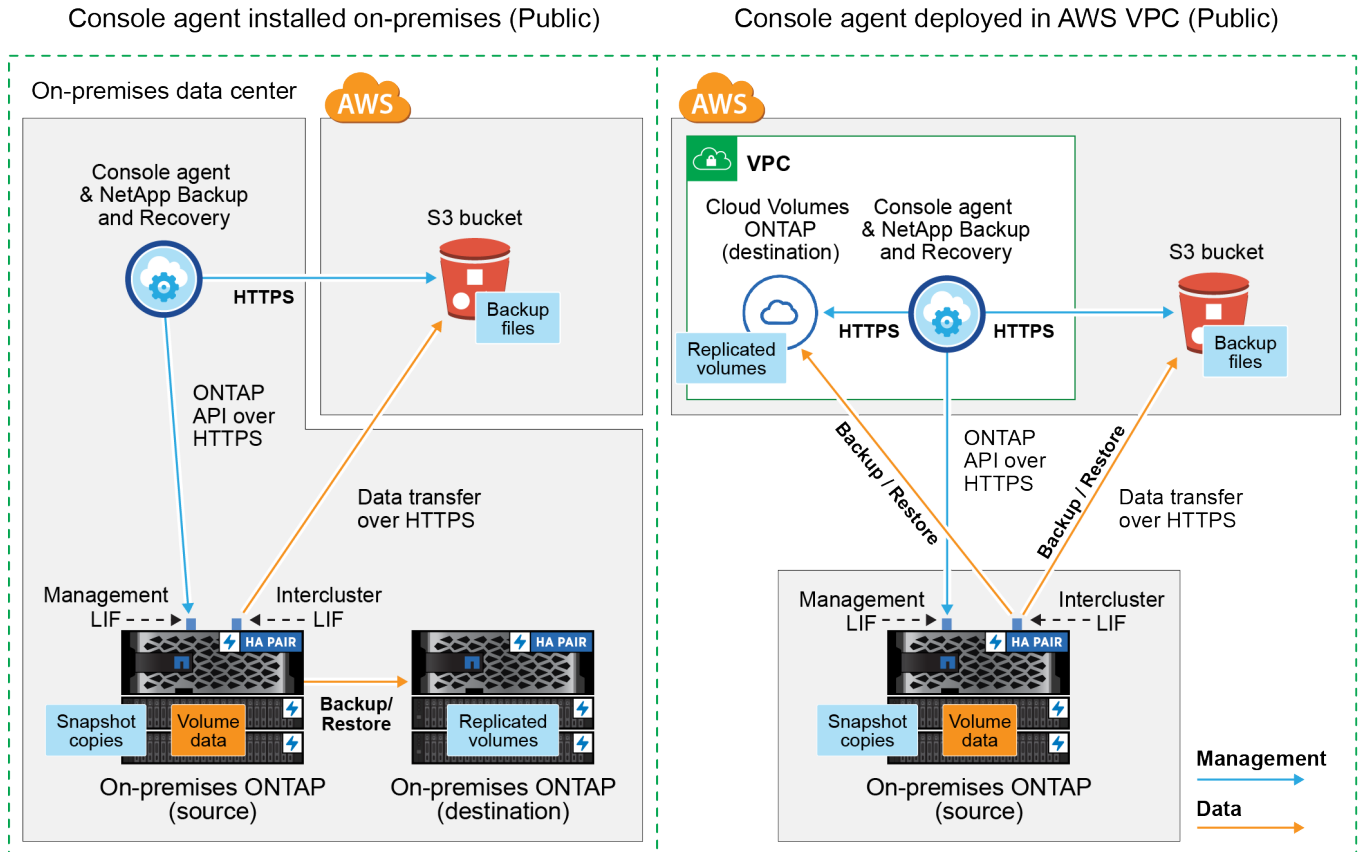 Console agent installed on-premises (Public)
On-premises data center
AWS
Console agent
& NetApp Backup
and Recovery
S3 bucket
HTTPS
Backup
files
ONTAP
API over
HTTPS
Data transfer
over HTTPS
Management
LIF
Intercluster
LIF
HA PAIR
HA PAIR
Backup/
Restore
Snapshot
copies
Volume
data
Replicated
volumes
On-premises ONTAP
(source)
On-premises ONTAP
(destination)
Console agent deployed in AWS VPC (Public)
AWS
VPC
Cloud Volumes
ONTAP
(destination)
Console agent
& NetApp Backup
and Recovery
S3 bucket
HTTPS
HTTPS
Replicated
volumes
Backup
files
Backup / Restore
ONTAP
API over
HTTPS
Backup / Restore
Data transfer
over HTTPS
Management
LIF
Intercluster
LIF
HA PAIR
Snapshot
copies
Volume
data
On-premises ONTAP
(source)
Management
Data